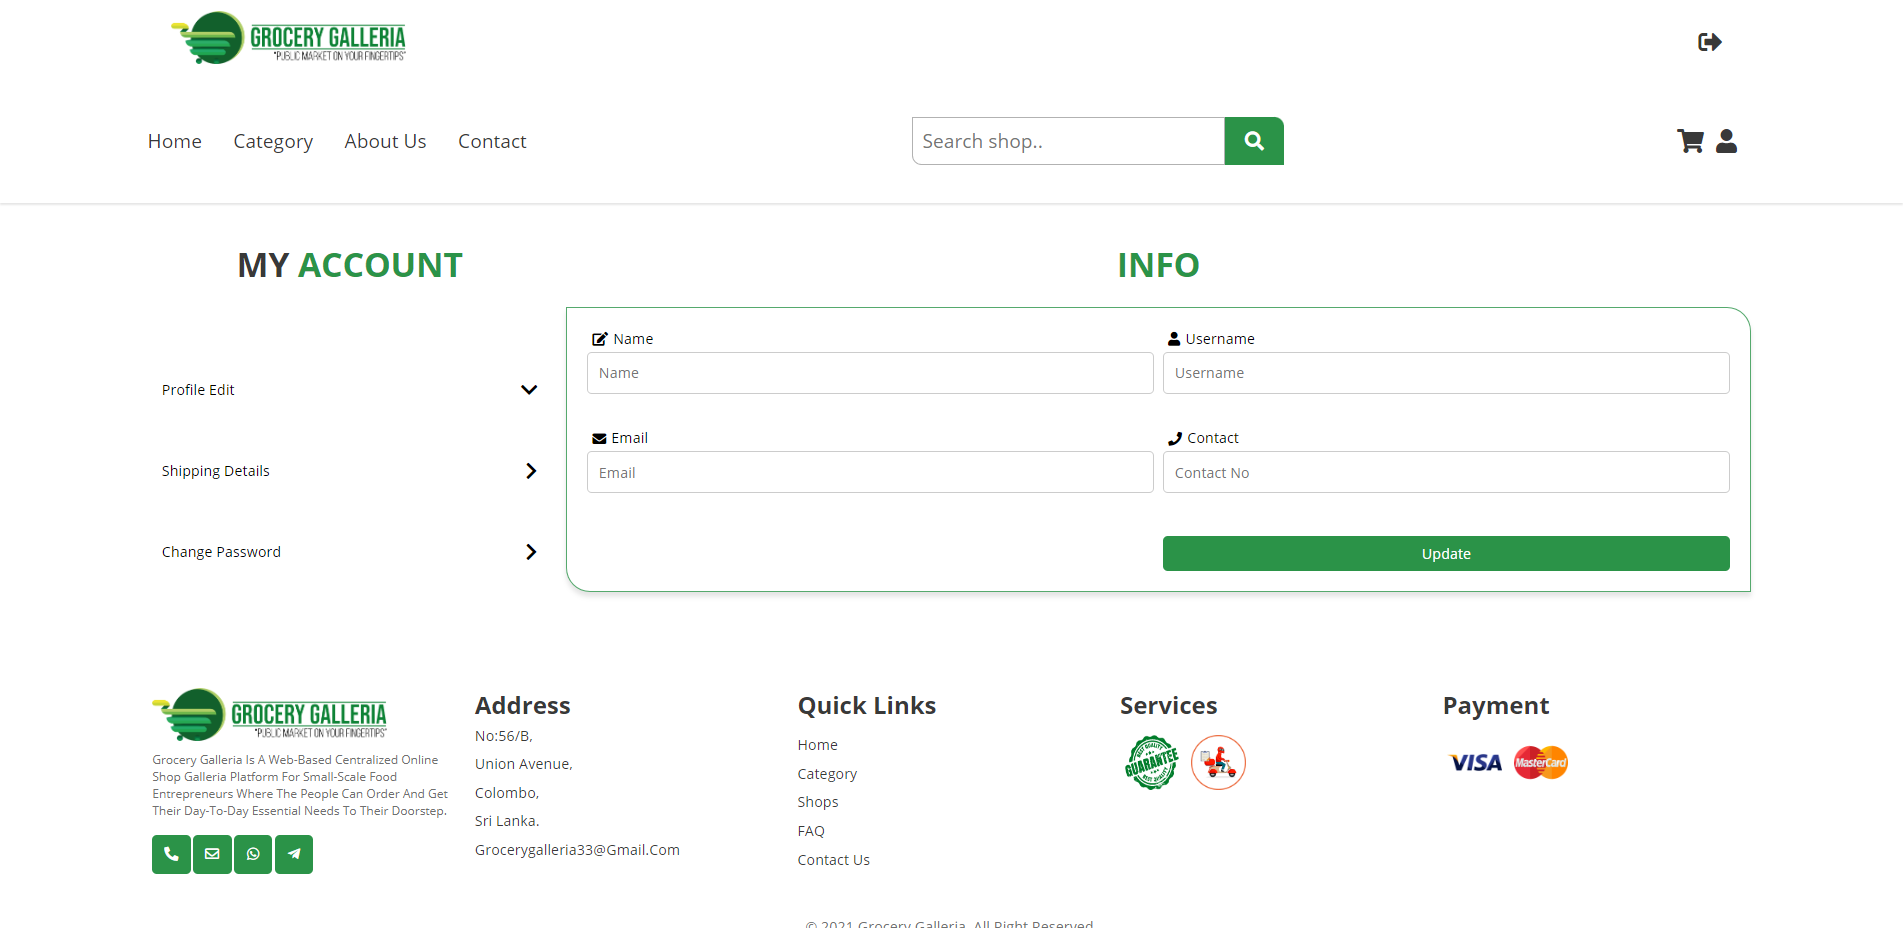 GROCERY GALLERIA
"PUBLIC MARKET ON YOUR FINGERTIPS"
Home Category About Us Contact
Search shop..
MY ACCOUNT
INFO
Name
Username
Name
Username
Profile Edit
Email
Contact
Email
Contact No
Shipping Details
Change Password
Update
GROCERY GALLERIA
"PUBLIC MARKET ON YOUR FINGERTIPS"
Grocery Galleria Is A Web-Based Centralized Online
Shop Galleria Platform For Small-Scale Food
Entrepreneurs Where The People Can Order And Get
Their Day-To-Day Essential Needs To Their Doorstep.
Address
No:56/B,
Union Avenue,
Colombo,
Sri Lanka.
Grocerygalleria33@Gmail.Com
Quick Links
Home
Category
Shops
FAQ
Contact Us
Services
BEST QUALITY
GUARANTEE
BEST QUALITY
Payment
VISA
MasterCard
© 2021 Grocery Galleria. All Right Reserved